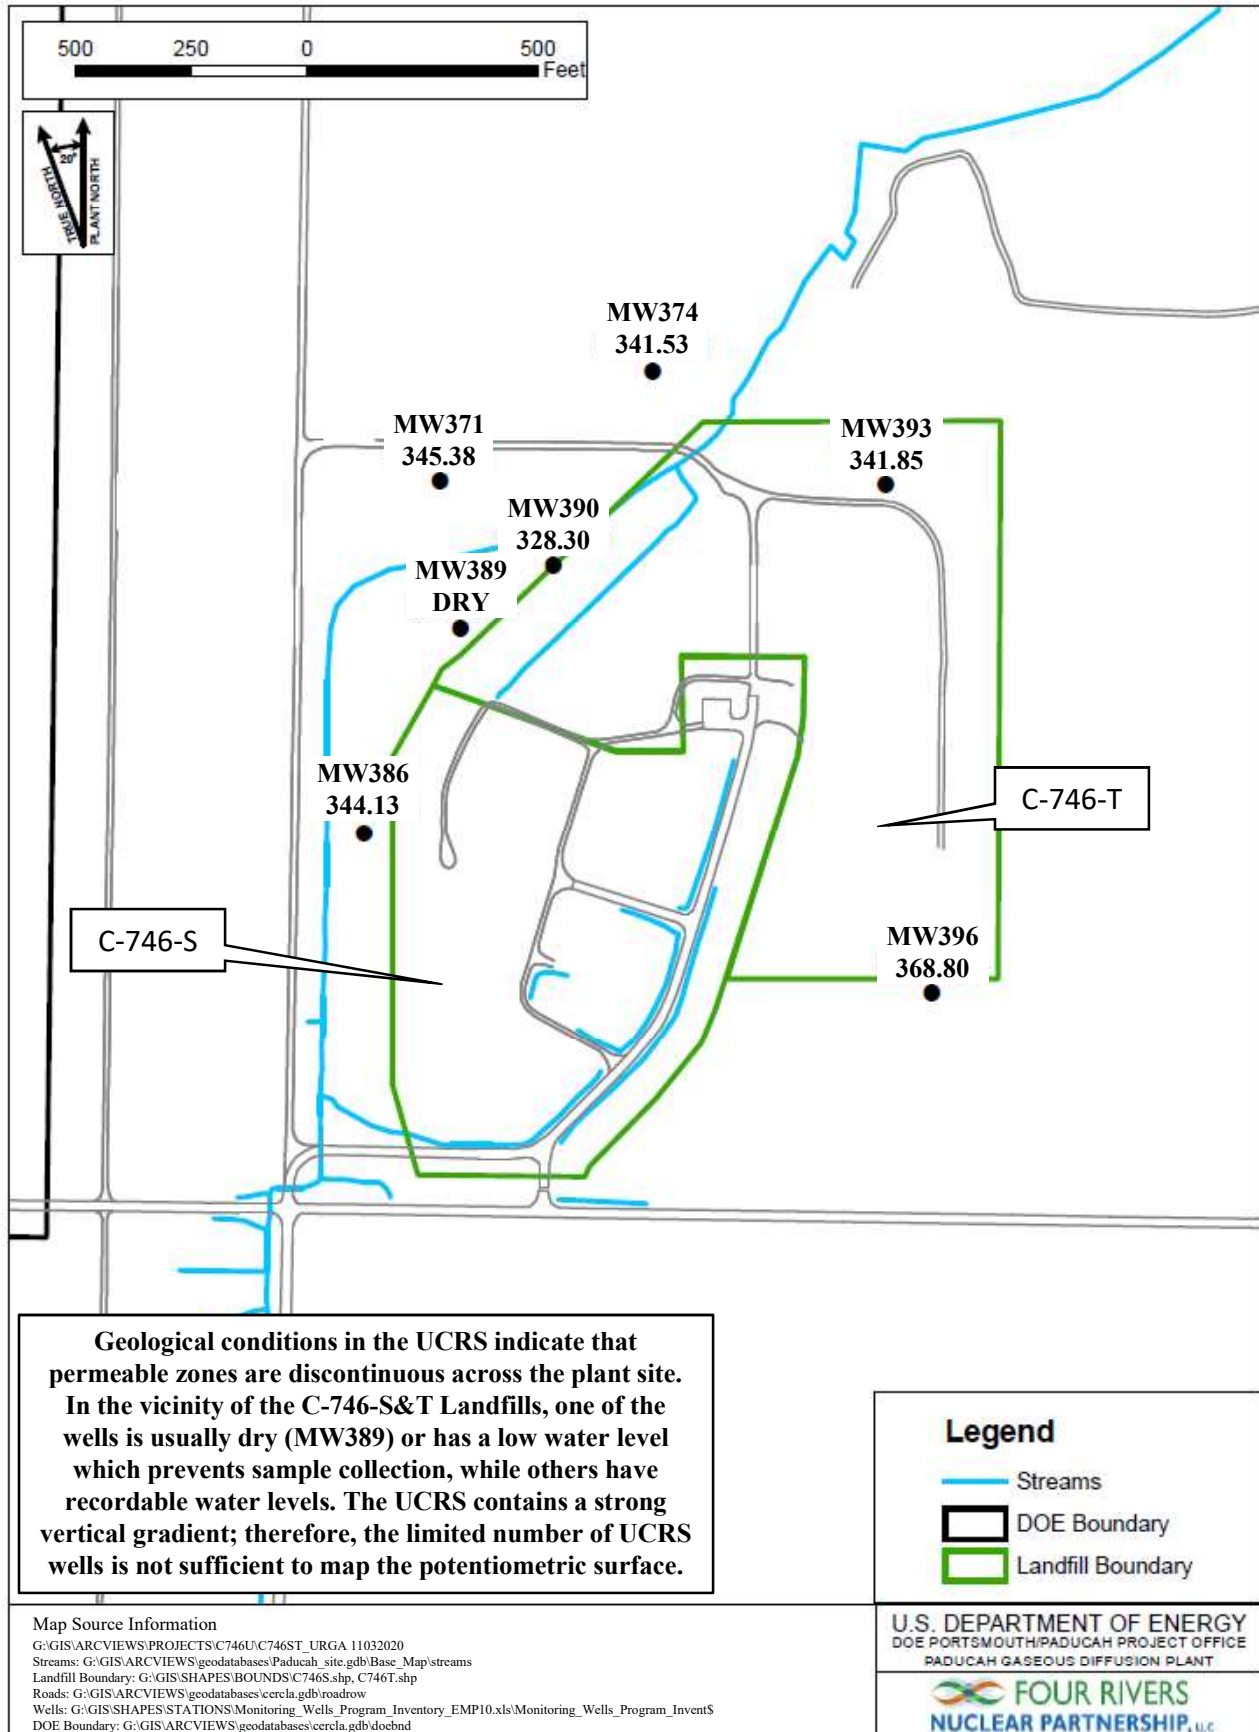 500 250 0 500
Feet
20°
TRUE NORTH
PLANT NORTH
MW374
341.53
MW371
345.38
MW393
341.85
MW390
328.30
MW389
DRY
MW386
344.13
C-746-T
C-746-S
MW396
368.80
Geological conditions in the UCRS indicate that
permeable zones are discontinuous across the plant site.
In the vicinity of the C-746-S&T Landfills, one of the
wells is usually dry (MW389) or has a low water level
which prevents sample collection, while others have
recordable water levels. The UCRS contains a strong
vertical gradient; therefore, the limited number of UCRS
wells is not sufficient to map the potentiometric surface.
Legend
Streams
DOE Boundary
Landfill Boundary
Map Source Information
G:\GIS\ARCVIEWS\PROJECTS\C746U\C746ST_URGA 11032020
Streams: G:\GIS\ARCVIEWS\geodatabases\Paducah_site.gdb\Base_Map\streams
Landfill Boundary: G:\GIS\SHAPES\BOUNDS\C746S.shp, C746T.shp
Roads: G:\GIS\ARCVIEWS\geodatabases\cercla.gdb\roadrow
Wells: G:\GIS\SHAPES\STATIONS\Monitoring_Wells_Program_Inventory_EMP10.xls\Monitoring_Wells_Program_Invent$
DOE Boundary: G:\GIS\ARCVIEWS\geodatabases\cercla.gdb\doebnd
U.S. DEPARTMENT OF ENERGY
DOE PORTSMOUTH/PADUCAH PROJECT OFFICE
PADUCAH GASEOUS DIFFUSION PLANT
FOUR RIVERS
NUCLEAR PARTNERSHIP, LLC